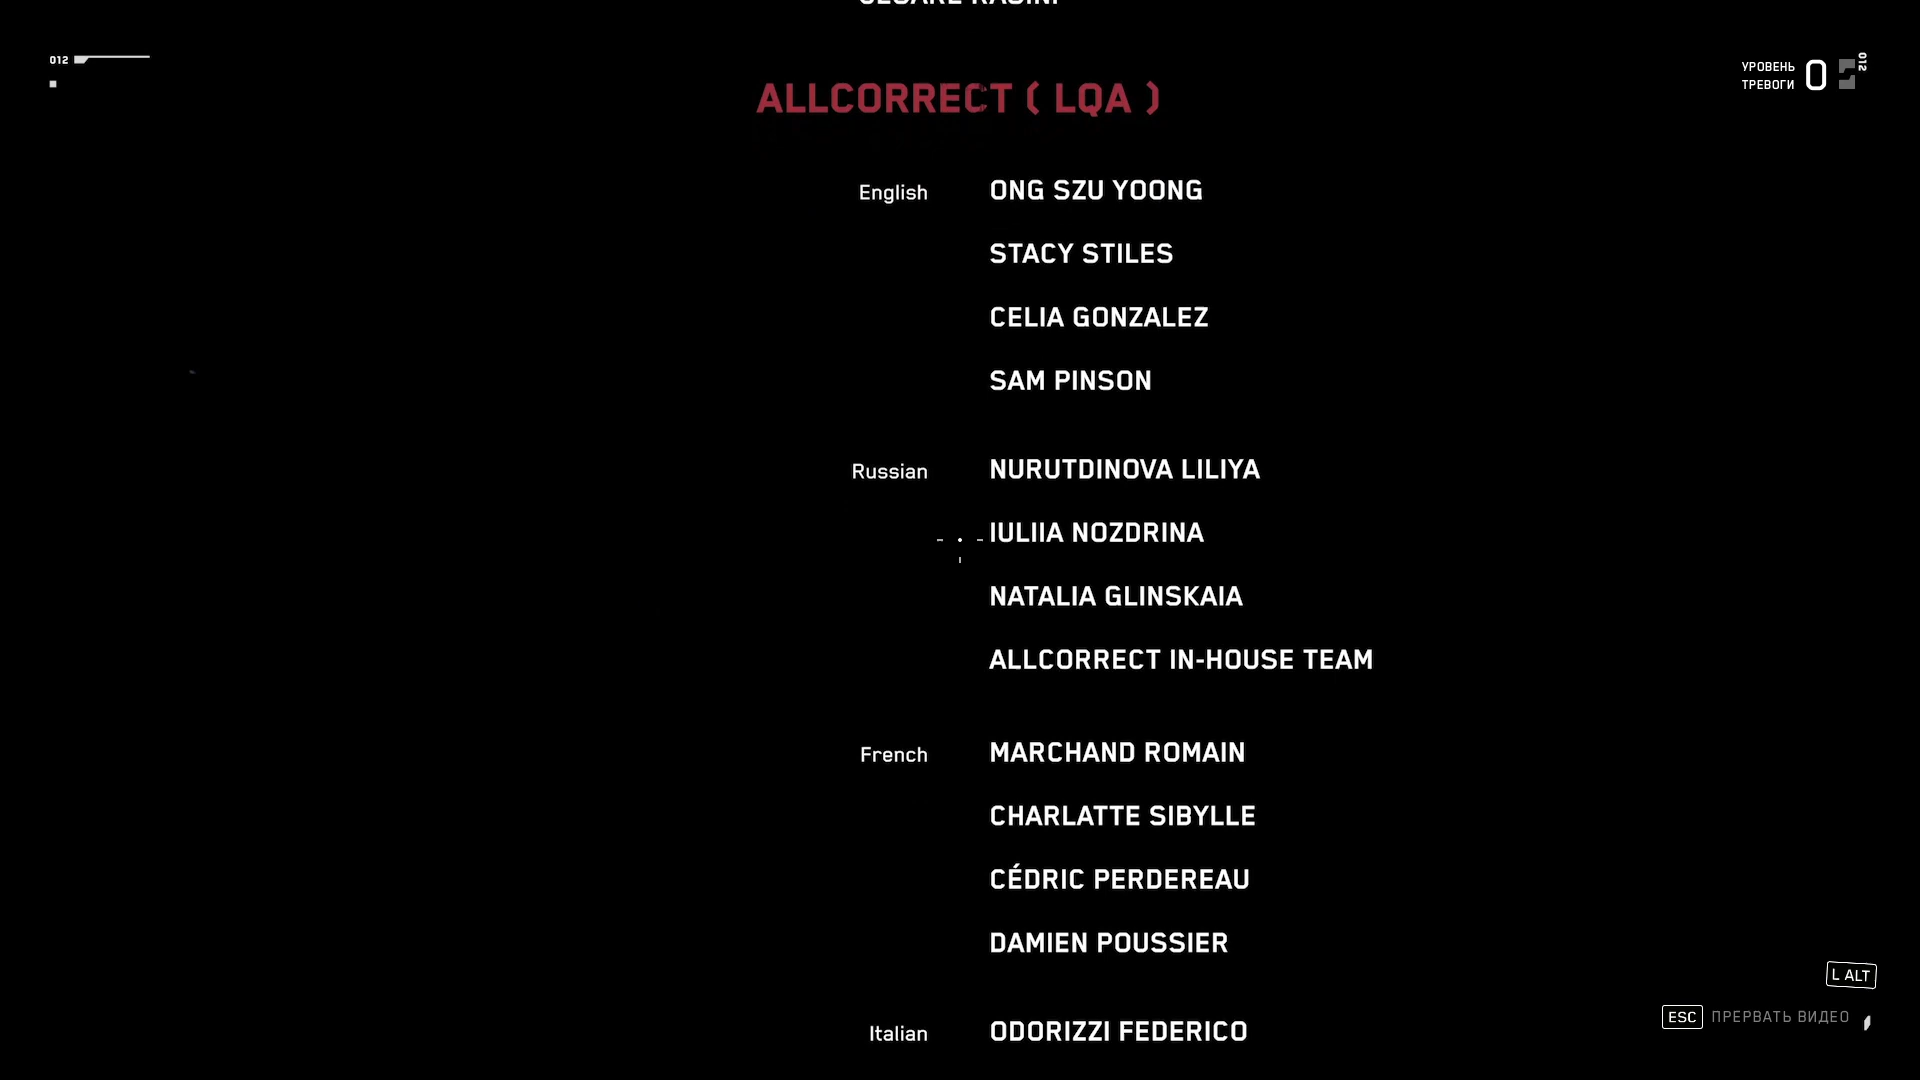 012
УРОВЕНЬ
ТРЕВОГИ
0
012
ALLCORRECT ( LQA )
English ONG SZU YOONG
STACY STILES
CELIA GONZALEZ
SAM PINSON
Russian NURUTDINOVA LILIYA
IULIIA NOZDRINA
NATALIA GLINSKAIA
ALLCORRECT IN-HOUSE TEAM
French MARCHAND ROMAIN
CHARLATTE SIBYLLE
CÉDRIC PERDEREAU
DAMIEN POUSSIER
L ALT
ESC ПРЕРВАТЬ ВИДЕО
Italian ODORIZZI FEDERICO